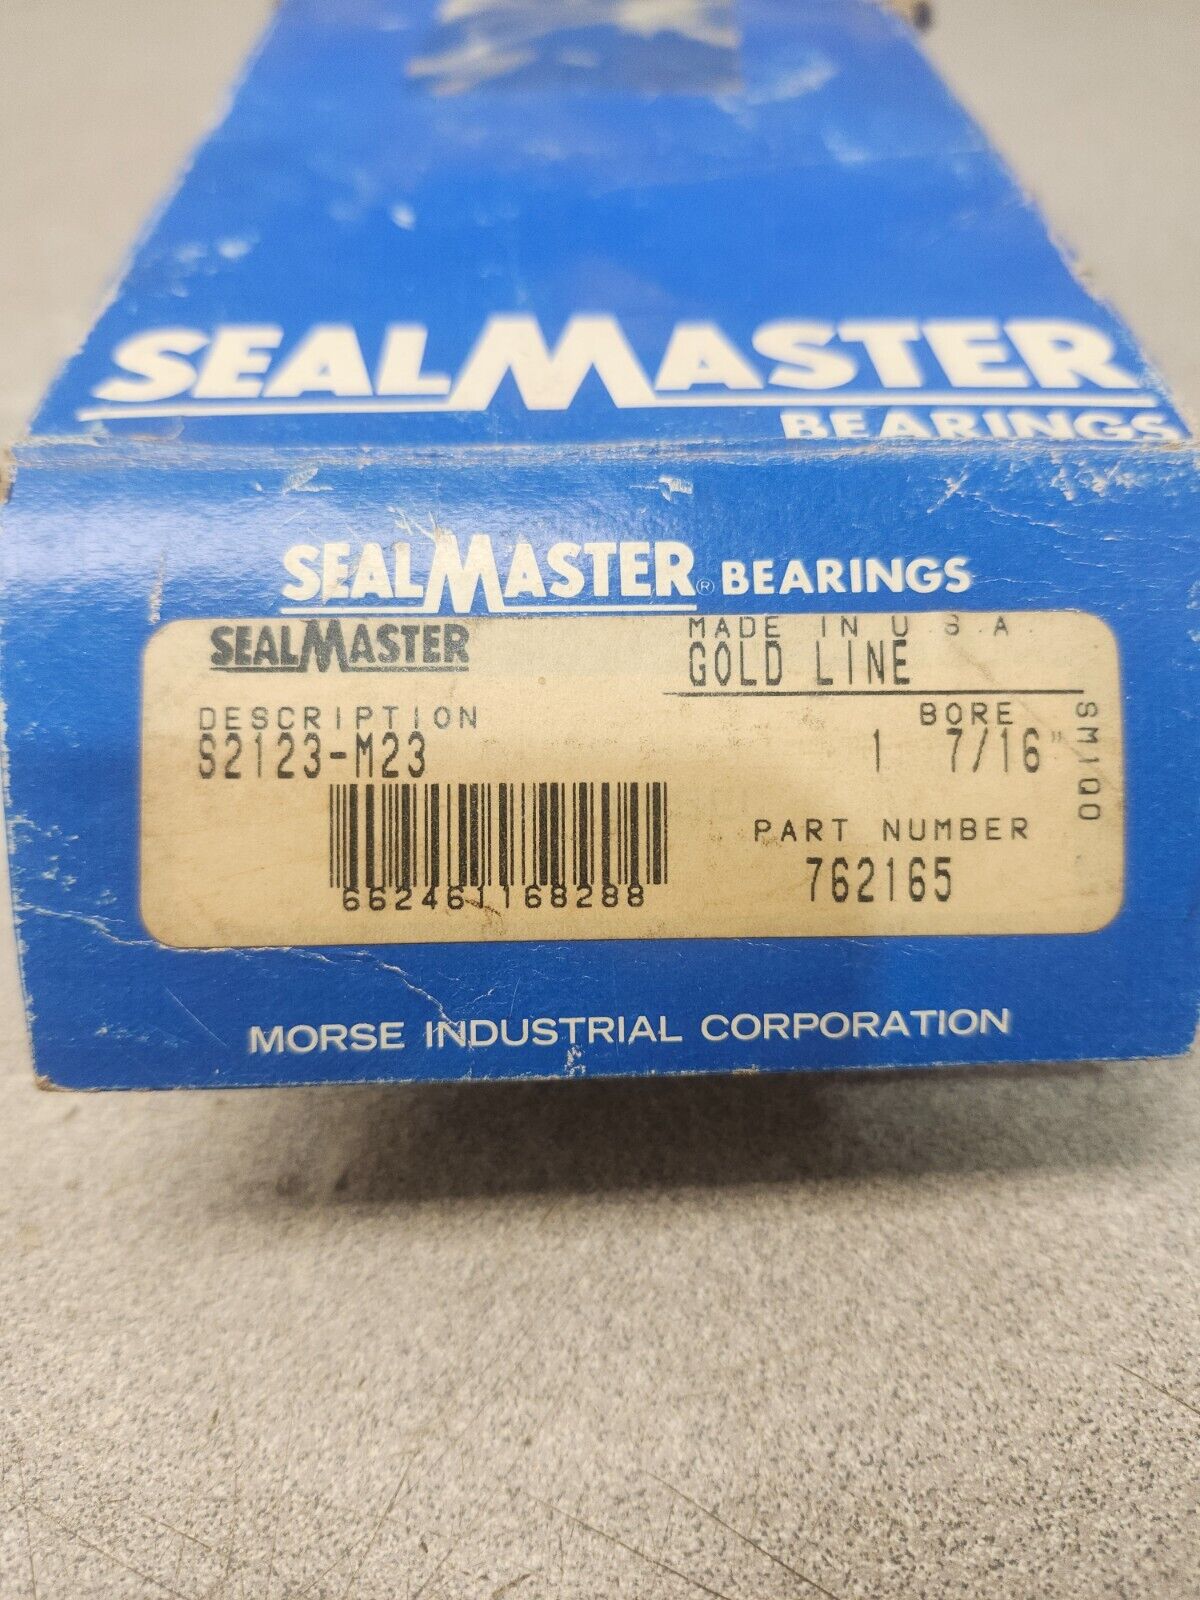 SEALMASTER
BEARINGS
SEALMASTER® BEARINGS
SEALMASTER
MADE IN U.S.A.
GOLD LINE
DESCRIPTION
S2123-M23
BORE
1 7/16"
SM1Q0
PART NUMBER
762165
662461168288
MORSE INDUSTRIAL CORPORATION